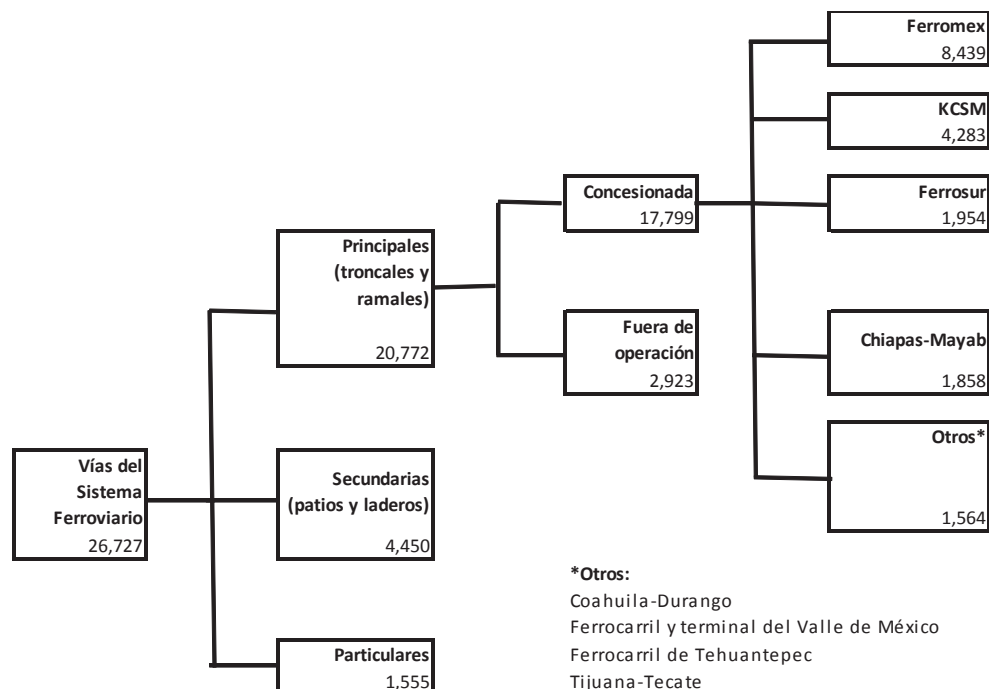 Ferromex
8,439
KCSM
4,283
Concesionada
17,799
Ferrosur
1,954
Principales
(troncales y
ramales)
20,772
Fuera de
operación
2,923
Chiapas-Mayab
1,858
Otros*
1,564
Vías del
Sistema
Ferroviario
26,727
Secundarias
(patios y laderos)
4,450
Particulares
1,555
*Otros:
Coahuila-Durango
Ferrocarril y terminal del Valle de México
Ferrocarril de Tehuantepec
Tijuana-Tecate